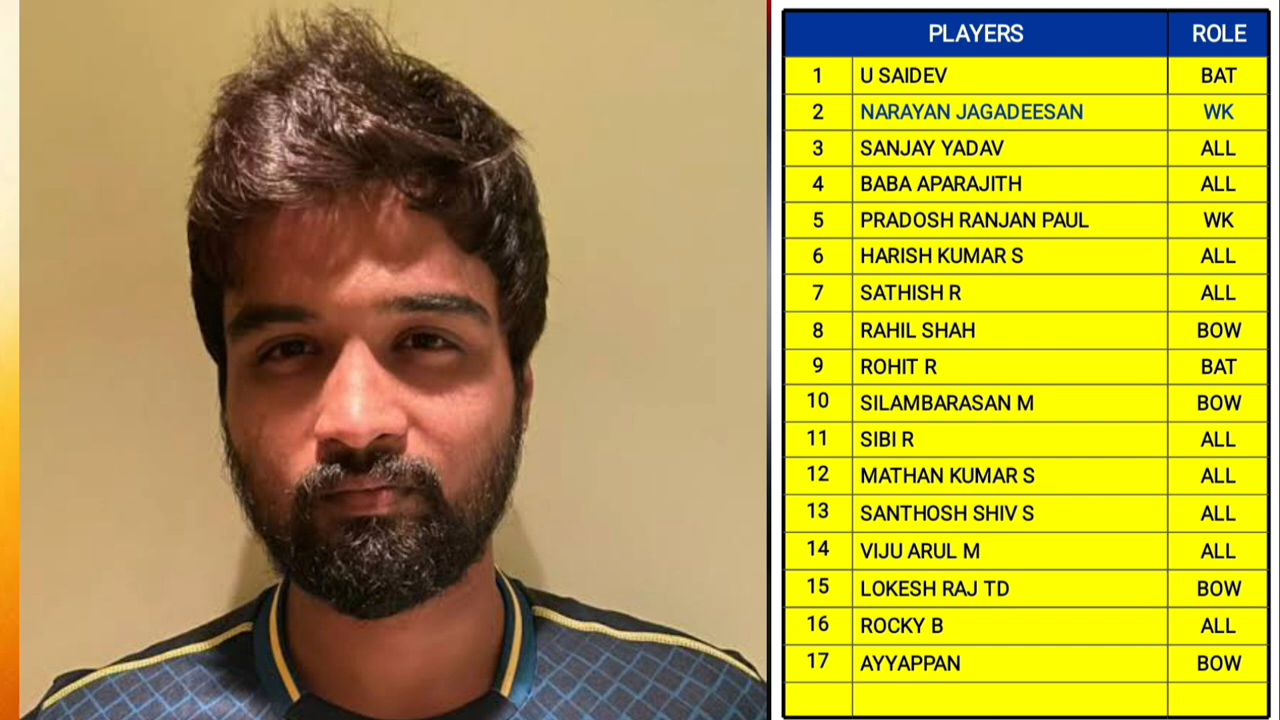 PLAYERS ROLE
1 U SAIDEV BAT
2 NARAYAN JAGADEESAN WK
3 SANJAY YADAV ALL
4 BABA APARAJITH ALL
5 PRADOSH RANJAN PAUL WK
6 HARISH KUMAR S ALL
7 SATHISH R ALL
8 RAHIL SHAH BOW
9 ROHIT R BAT
10 SILAMBARASAN M BOW
11 SIBI R ALL
12 MATHAN KUMAR S ALL
13 SANTHOSH SHIV S ALL
14 VIJU ARUL M ALL
15 LOKESH RAJ TD BOW
16 ROCKY B ALL
17 AYYAPPAN BOW